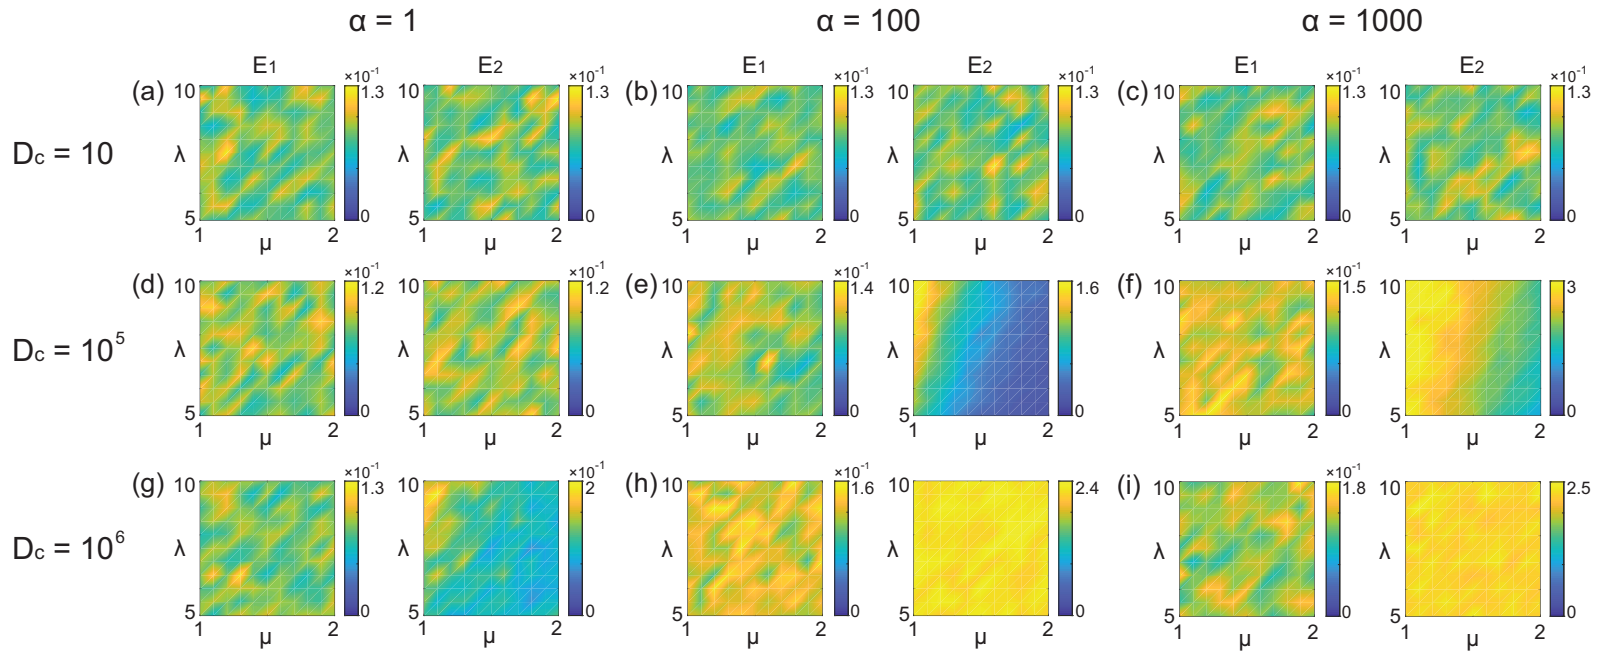 α = 1 α = 100 α = 1000
E1 E2 E1 E2 E1 E2
Dc = 10
(a) 10 λ 5 1 μ 2 ×10⁻¹ 1.3 0
10 λ 5 1 μ 2 ×10⁻¹ 1.3 0
(b) 10 λ 5 1 μ 2 ×10⁻¹ 1.3 0
10 λ 5 1 μ 2 ×10⁻¹ 1.3 0
(c) 10 λ 5 1 μ 2 ×10⁻¹ 1.3 0
10 λ 5 1 μ 2 ×10⁻¹ 1.3 0
Dc = 10⁵
(d) 10 λ 5 1 μ 2 ×10⁻¹ 1.2 0
10 λ 5 1 μ 2 ×10⁻¹ 1.2 0
(e) 10 λ 5 1 μ 2 ×10⁻¹ 1.4 0
10 λ 5 1 μ 2 1.6 0
(f) 10 λ 5 1 μ 2 ×10⁻¹ 1.5 0
10 λ 5 1 μ 2 3 0
Dc = 10⁶
(g) 10 λ 5 1 μ 2 ×10⁻¹ 1.3 0
10 λ 5 1 μ 2 ×10⁻¹ 2 0
(h) 10 λ 5 1 μ 2 ×10⁻¹ 1.6 0
10 λ 5 1 μ 2 2.4 0
(i) 10 λ 5 1 μ 2 ×10⁻¹ 1.8 0
10 λ 5 1 μ 2 2.5 0